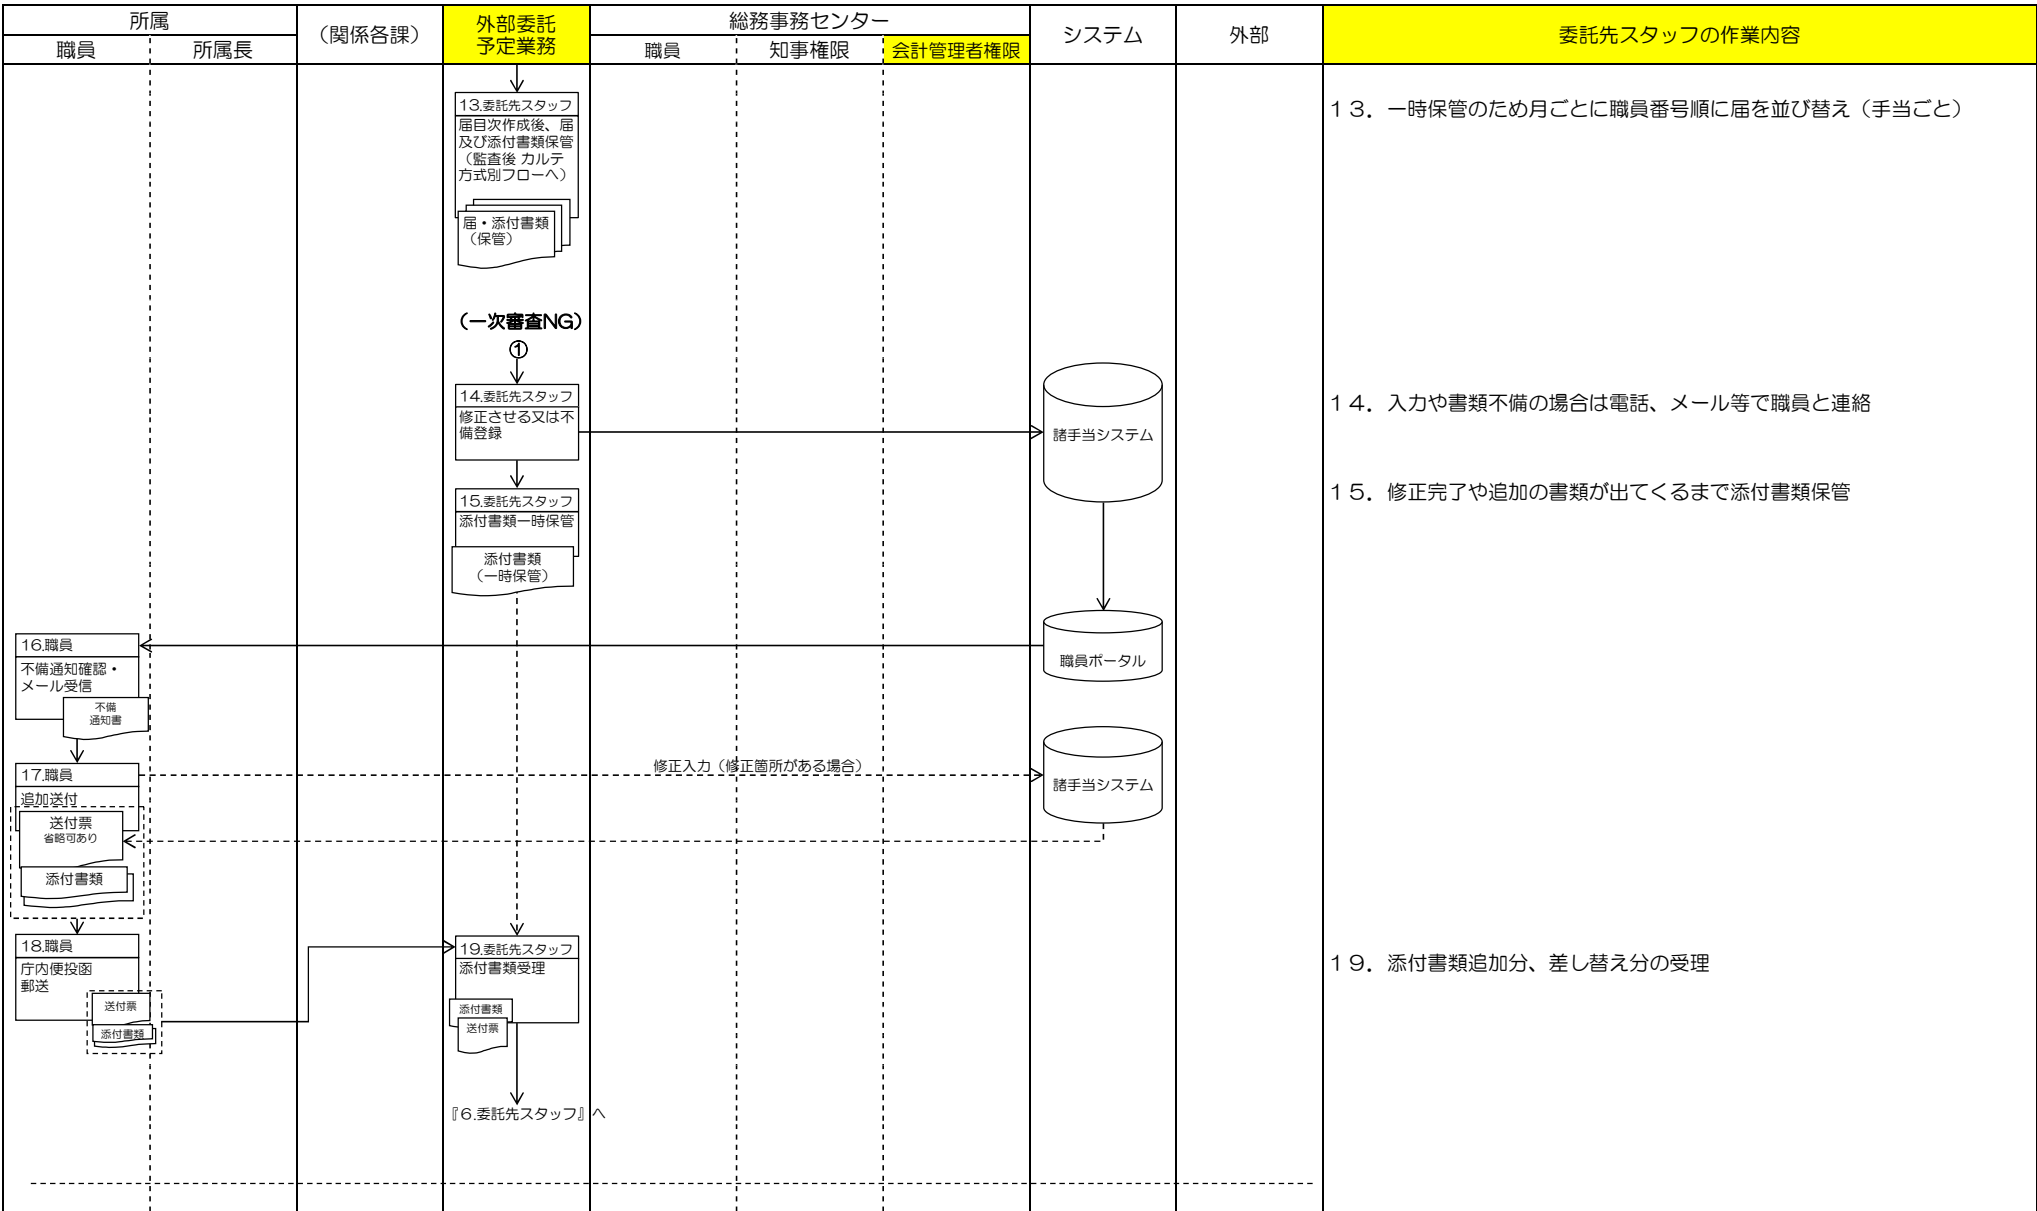 所属
（関係各課）
外部委託
予定業務
総務事務センター
システム
外部
委託先スタッフの作業内容
職員
所属長
職員
知事権限
会計管理者権限
13.委託先スタッフ
届目次作成後、届
及び添付書類保管
（監査後 カルテ
方式別フローへ）
届・添付書類
（保管）
１３．一時保管のため月ごとに職員番号順に届を並び替え（手当ごと）
（一次審査NG）
①
14.委託先スタッフ
修正させる又は不
備登録
諸手当システム
１４．入力や書類不備の場合は電話、メール等で職員と連絡
15.委託先スタッフ
添付書類一時保管
添付書類
（一時保管）
１５．修正完了や追加の書類が出てくるまで添付書類保管
16.職員
不備通知確認・
メール受信
不備
通知書
職員ポータル
17.職員
追加送付
送付票
省略可あり
添付書類
修正入力（修正箇所がある場合）
諸手当システム
18.職員
庁内便投函
郵送
送付票
添付書類
19.委託先スタッフ
添付書類受理
添付書類
送付票
１９．添付書類追加分、差し替え分の受理
『6.委託先スタッフ』へ